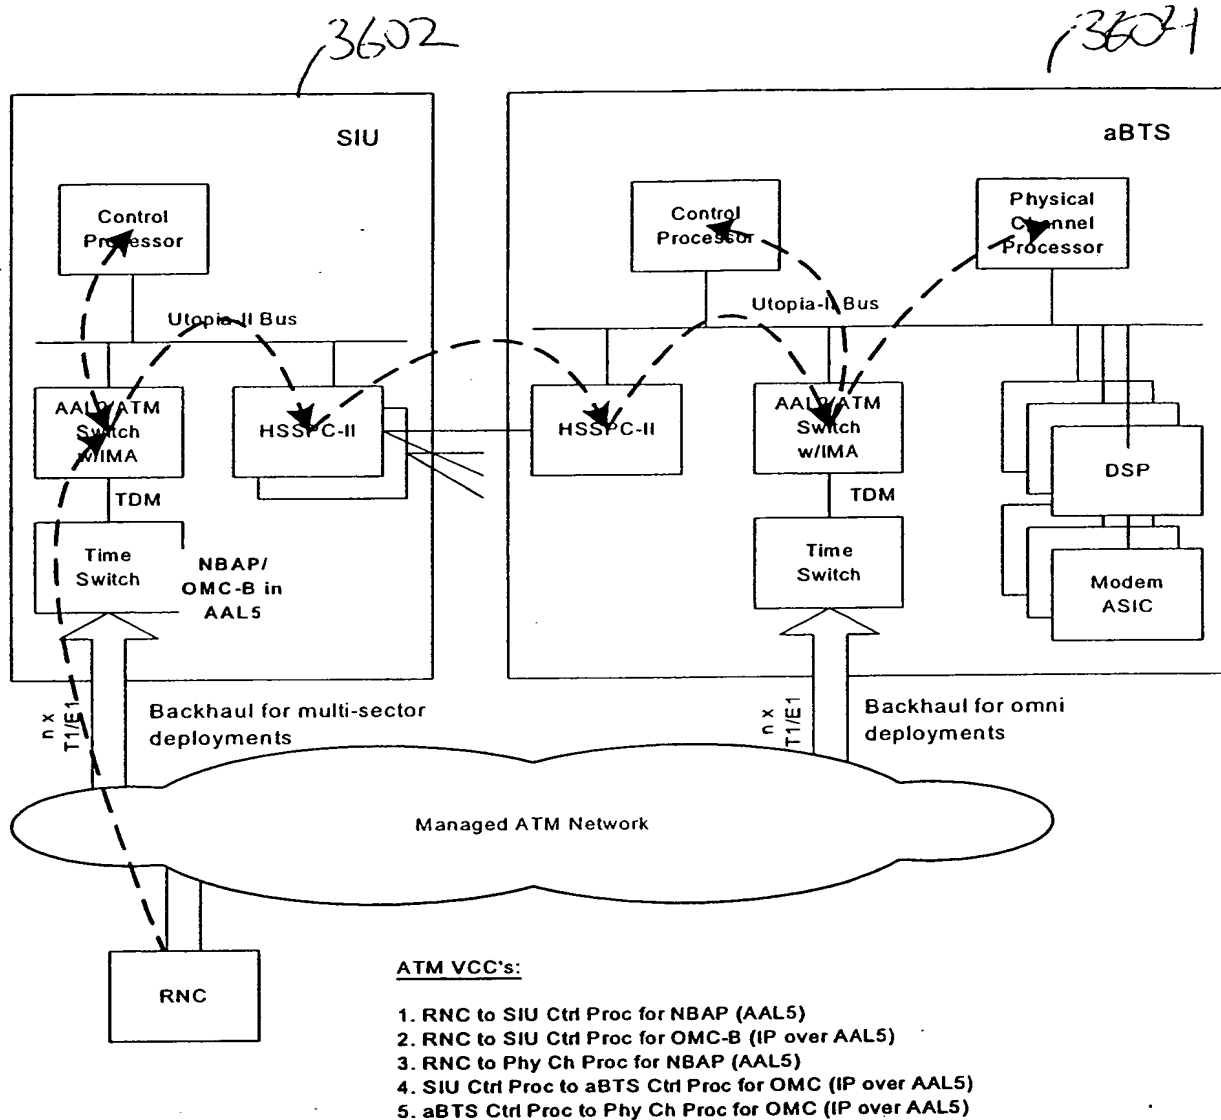 3602
3604
SIU
aBTS
Control
Processor
Control
Processor
Physical
Channel
Processor
Utopia-II Bus
Utopia-II Bus
AAL2/ATM
Switch
w/IMA
HSSPC-II
HSSPC-II
AAL2/ATM
Switch
w/IMA
DSP
TDM
TDM
Time
Switch
NBAP/
OMC-B in
AAL5
Time
Switch
Modem
ASIC
n x
T1/E1
Backhaul for multi-sector
deployments
n x
T1/E1
Backhaul for omni
deployments
Managed ATM Network
RNC
ATM VCC's:
1. RNC to SIU Ctrl Proc for NBAP (AAL5)
2. RNC to SIU Ctrl Proc for OMC-B (IP over AAL5)
3. RNC to Phy Ch Proc for NBAP (AAL5)
4. SIU Ctrl Proc to aBTS Ctrl Proc for OMC (IP over AAL5)
5. aBTS Ctrl Proc to Phy Ch Proc for OMC (IP over AAL5)